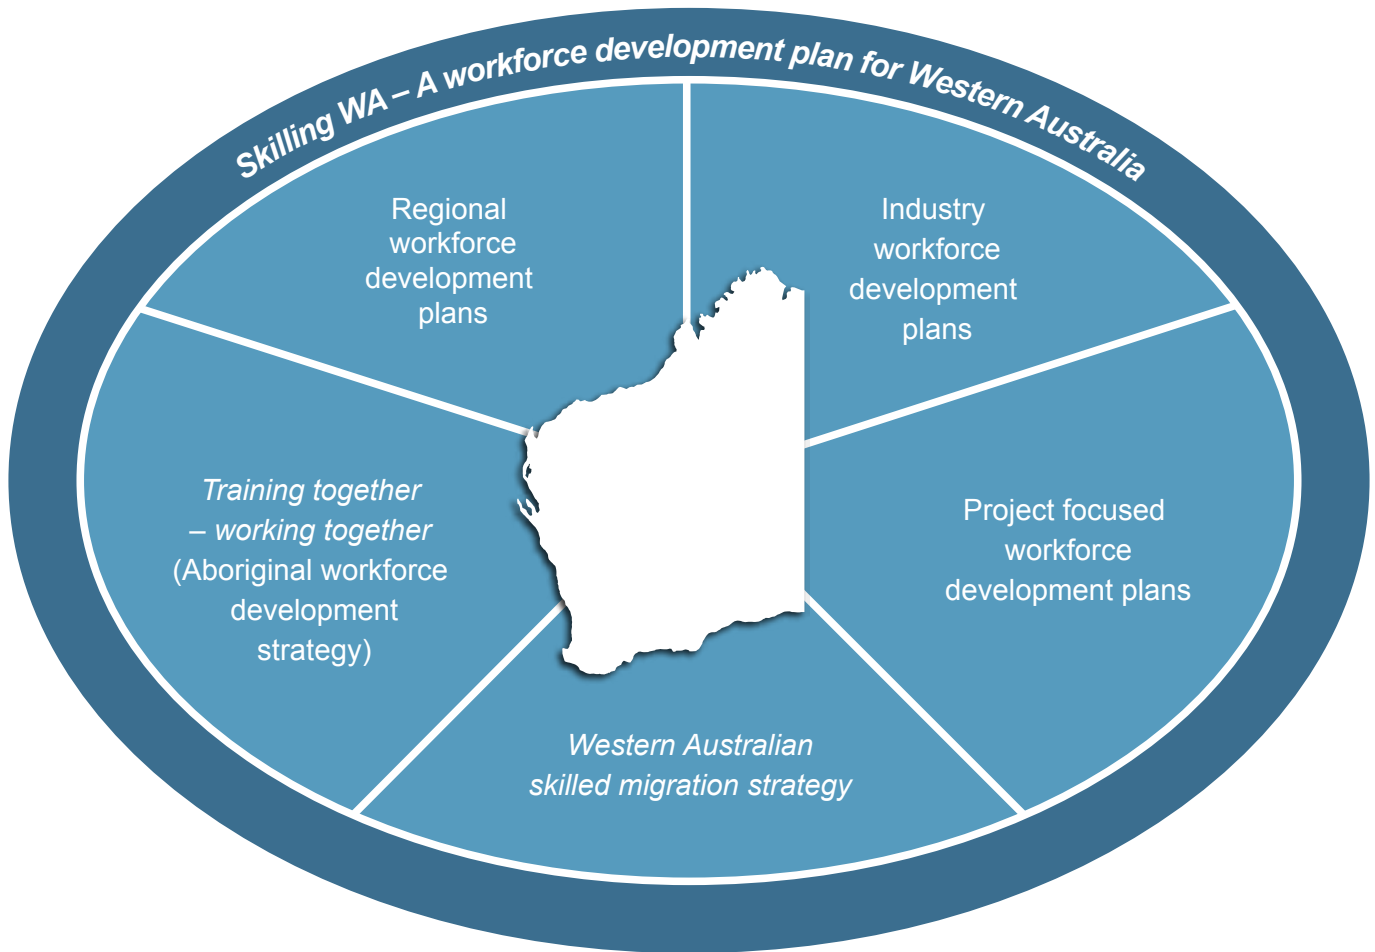 Skilling WA – A workforce development plan for Western Australia
Regional
workforce
development
plans
Industry
workforce
development
plans
Training together
– working together
(Aboriginal workforce
development
strategy)
Project focused
workforce
development plans
Western Australian
skilled migration strategy